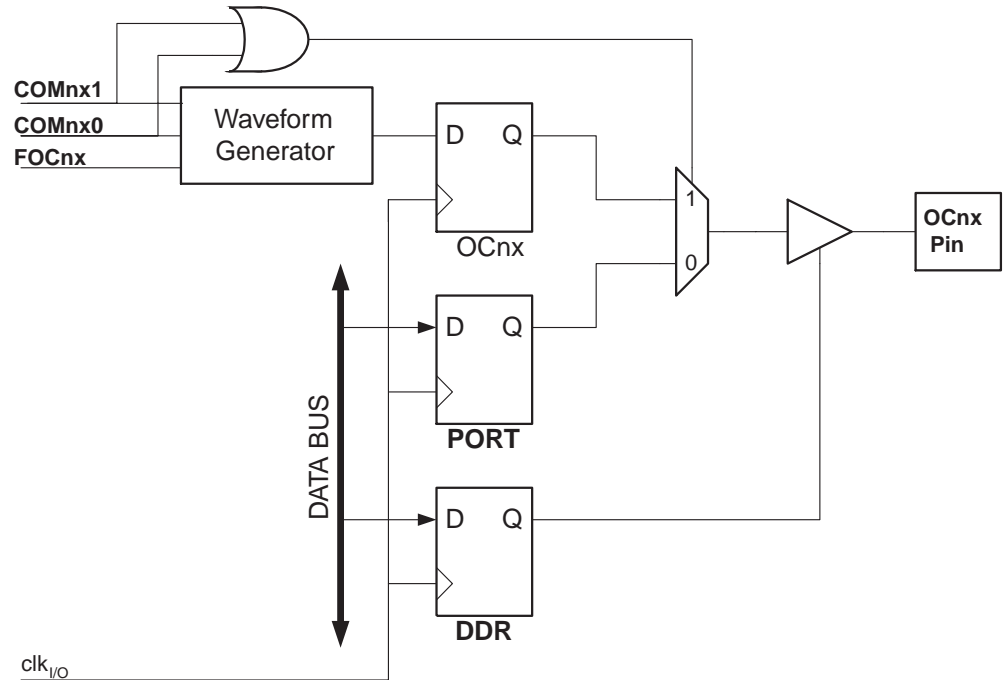 COMnx1
COMnx0
FOCnx
Waveform
Generator
D Q
OCnx
1
0
OCnx
Pin
D Q
PORT
DATA BUS
D Q
DDR
clkI/O